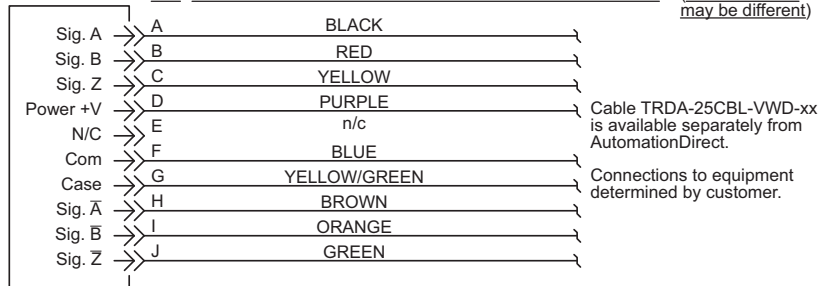 may be different)
Sig. A A BLACK
Sig. B B RED
Sig. Z C YELLOW
Power +V D PURPLE
N/C E n/c
Com F BLUE
Case G YELLOW/GREEN
Sig. A̅ H BROWN
Sig. B̅ I ORANGE
Sig. Z̅ J GREEN
Cable TRDA-25CBL-VWD-xx
is available separately from
AutomationDirect.
Connections to equipment
determined by customer.